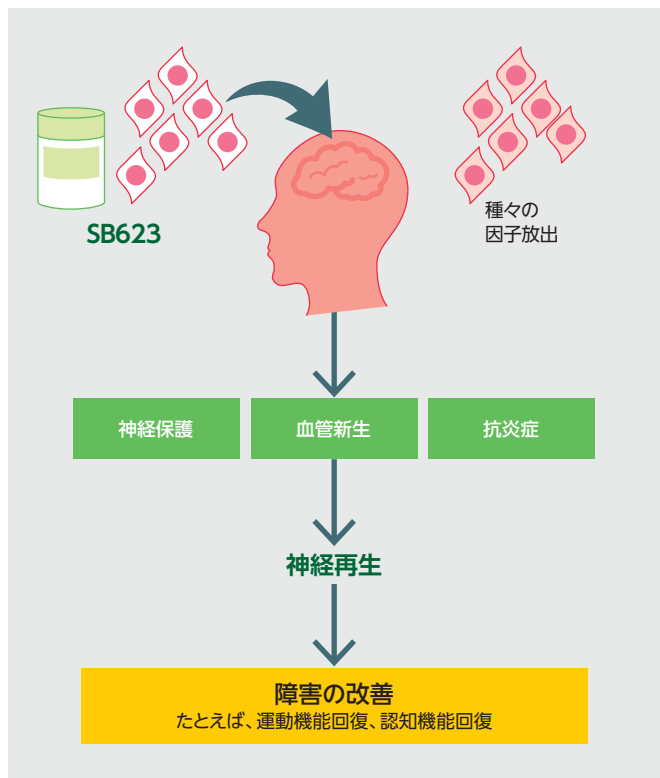 SB623
種々の
因子放出
神経保護
血管新生
抗炎症
神経再生
障害の改善
たとえば、運動機能回復、認知機能回復